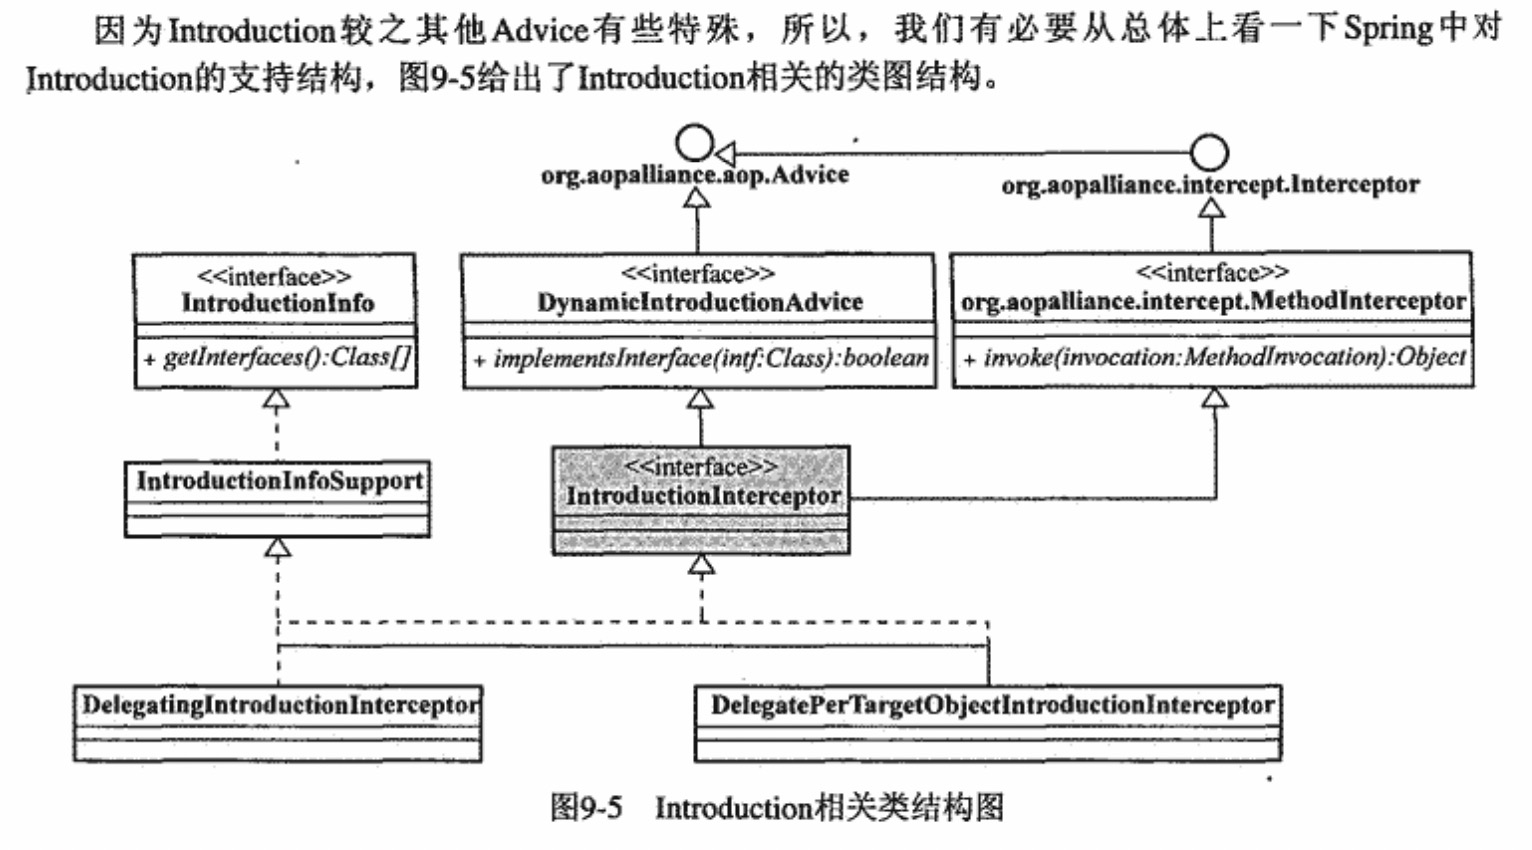 因为Introduction较之其他Advice有些特殊，所以，我们有必要从总体上看一下Spring中对
Introduction的支持结构，图9-5给出了Introduction相关的类图结构。
org.aopalliance.aop.Advice
org.aopalliance.intercept.Interceptor
<<interface>>
IntroductionInfo
+ getInterfaces():Class[]
<<interface>>
DynamicIntroductionAdvice
+ implementsInterface(intf:Class):boolean
<<interface>>
org.aopalliance.intercept.MethodInterceptor
+ invoke(invocation:MethodInvocation):Object
IntroductionInfoSupport
<<interface>>
IntroductionInterceptor
DelegatingIntroductionInterceptor
DelegatePerTargetObjectIntroductionInterceptor
图9-5 Introduction相关类结构图